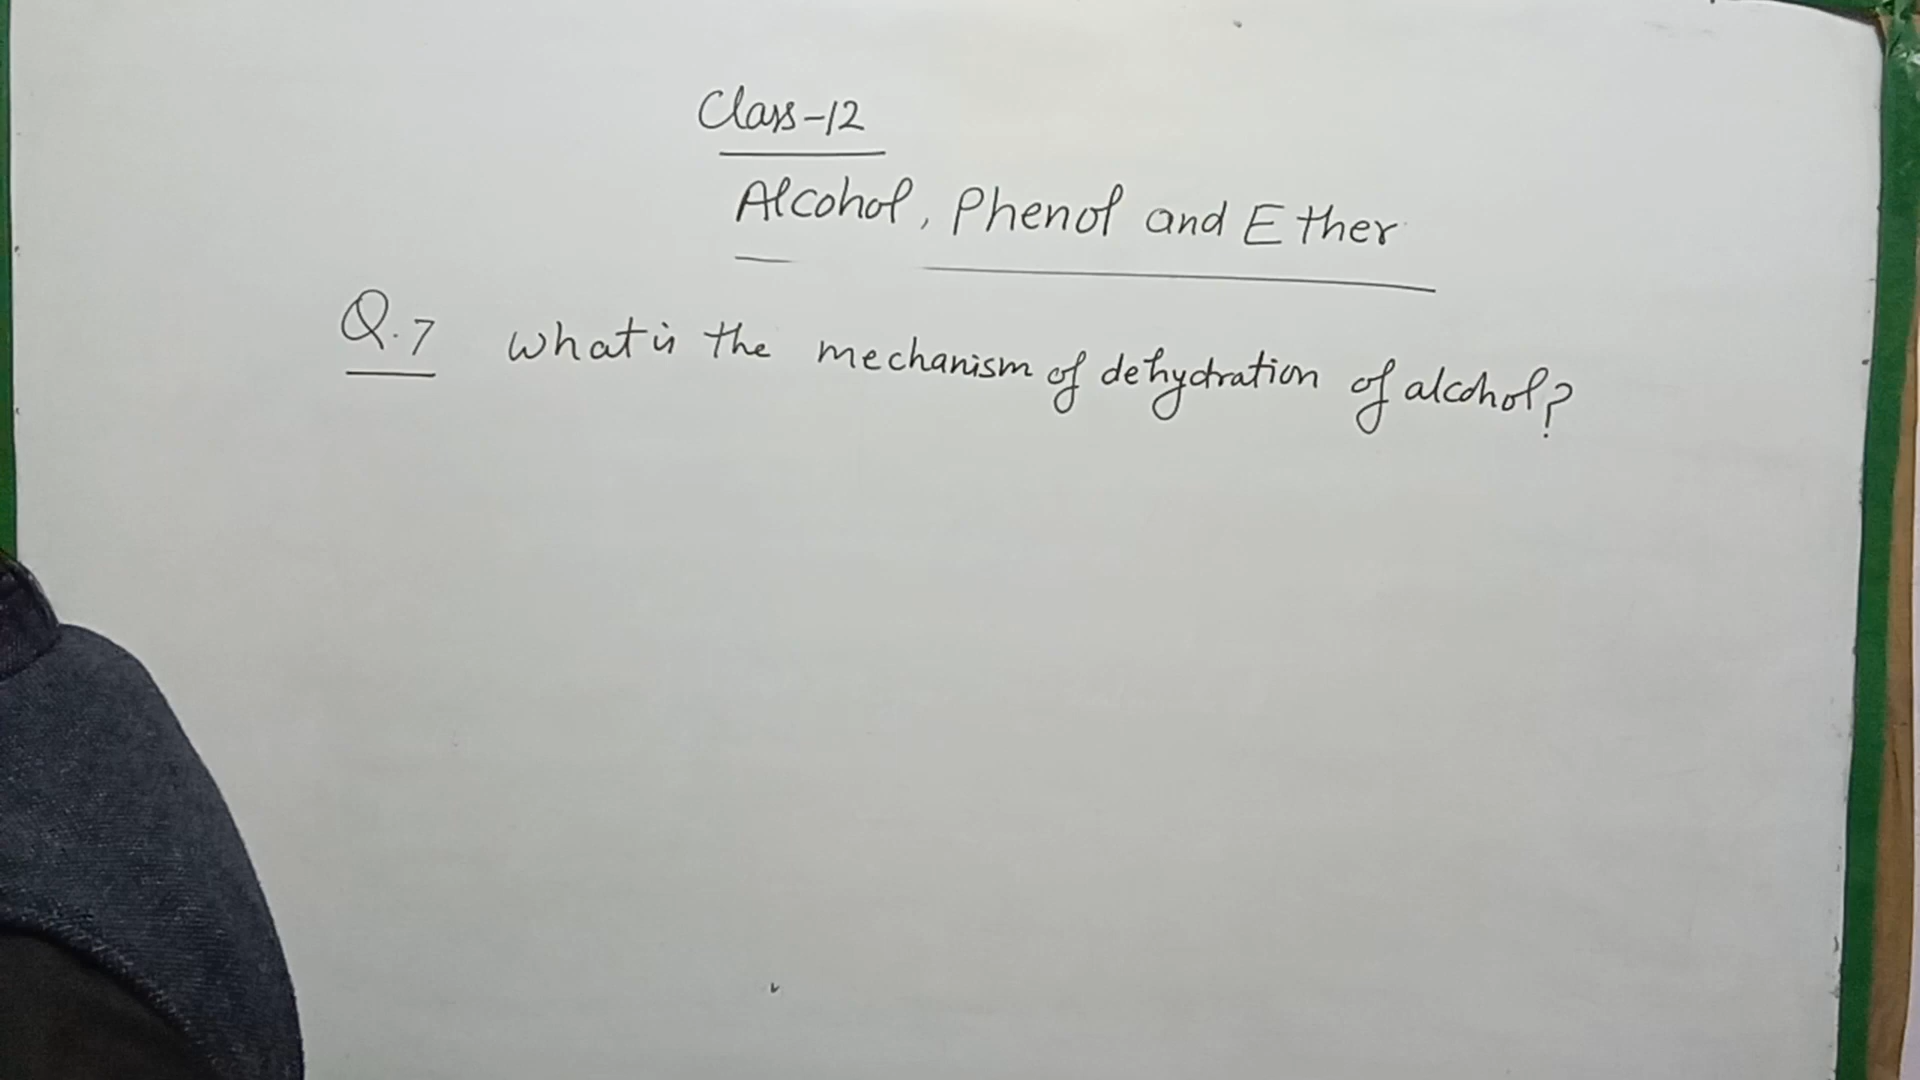 Class-12
Alcohol, Phenol and Ether
Q.7 What is the mechanism of dehydration of alcohol?